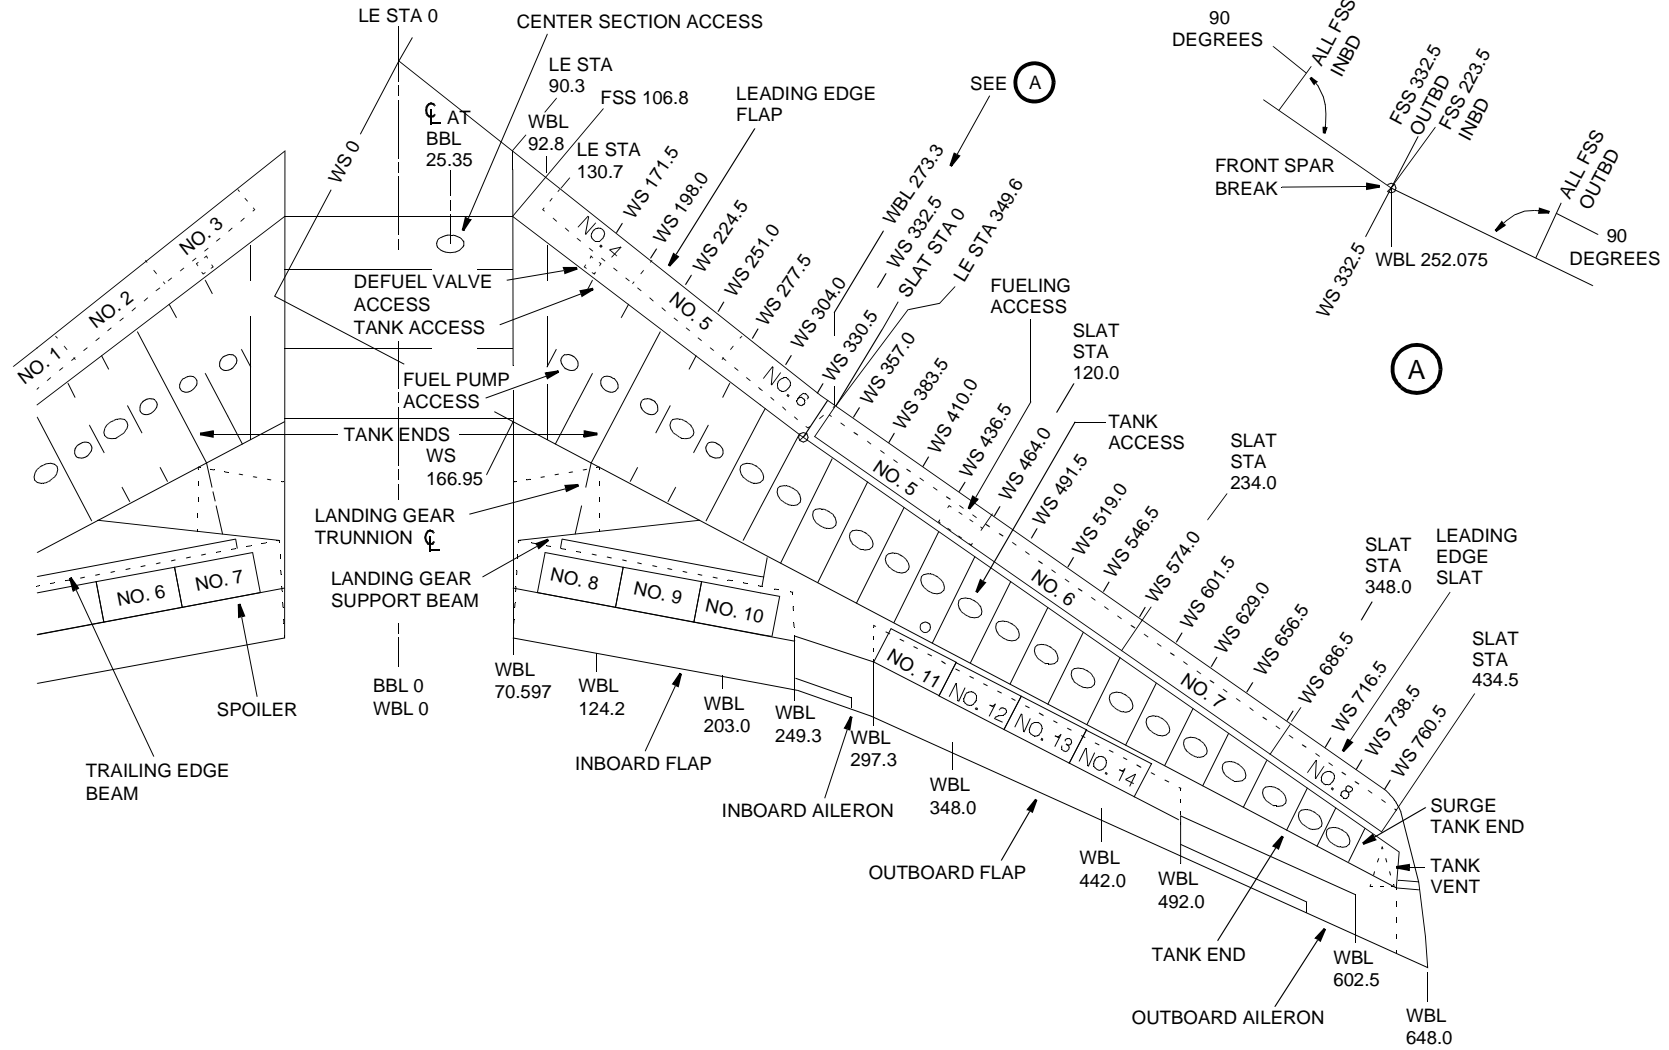 LE STA 0
CENTER SECTION ACCESS
LE STA
90.3
FSS 106.8
℄ AT
BBL
25.35
WBL
92.8
LE STA
130.7
WS 0
LEADING EDGE
FLAP
SEE A
WS 171.5
WS 198.0
WS 224.5
WS 251.0
WS 277.5
WS 304.0
WBL 273.3
WS 330.5
WS 332.5
SLAT STA 0
LE STA 349.6
WS 357.0
WS 383.5
WS 410.0
WS 436.5
WS 464.0
WS 491.5
WS 519.0
WS 546.5
WS 574.0
WS 601.5
WS 629.0
WS 656.5
WS 686.5
WS 716.5
WS 738.5
WS 760.5
90
DEGREES
ALL FSS
INBD
FSS 332.5
OUTBD
FSS 223.5
INBD
FRONT SPAR
BREAK
ALL FSS
OUTBD
90
DEGREES
WS 332.5
WBL 252.075
A
NO. 1
NO. 2
NO. 3
NO. 4
NO. 5
NO. 6
NO. 5
NO. 6
NO. 7
NO. 8
DEFUEL VALVE
ACCESS
TANK ACCESS
FUEL PUMP
ACCESS
TANK ENDS
WS
166.95
LANDING GEAR
TRUNNION ℄
LANDING GEAR
SUPPORT BEAM
FUELING
ACCESS
SLAT
STA
120.0
TANK
ACCESS
SLAT
STA
234.0
SLAT
STA
348.0
LEADING
EDGE
SLAT
SLAT
STA
434.5
NO. 6
NO. 7
NO. 8
NO. 9
NO. 10
NO. 11
NO. 12
NO. 13
NO. 14
SPOILER
TRAILING EDGE
BEAM
BBL 0
WBL 0
WBL
70.597
WBL
124.2
WBL
203.0
WBL
249.3
WBL
297.3
WBL
348.0
WBL
442.0
WBL
492.0
WBL
602.5
WBL
648.0
INBOARD FLAP
INBOARD AILERON
OUTBOARD FLAP
TANK END
OUTBOARD AILERON
SURGE
TANK END
TANK
VENT